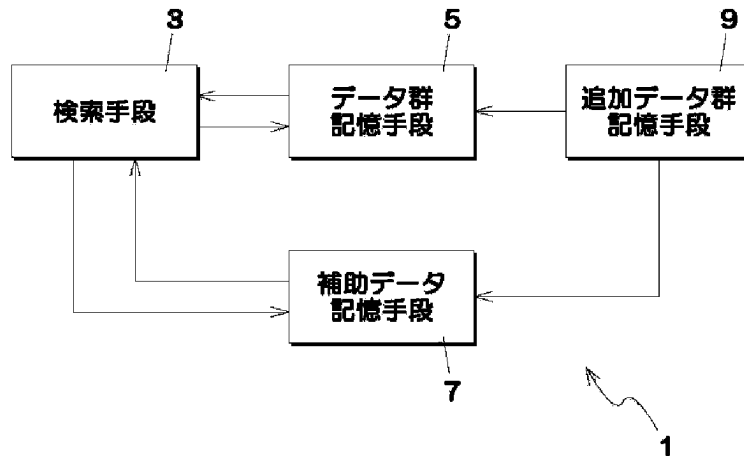 3
5
9
検索手段
データ群
記憶手段
追加データ群
記憶手段
補助データ
記憶手段
7
1